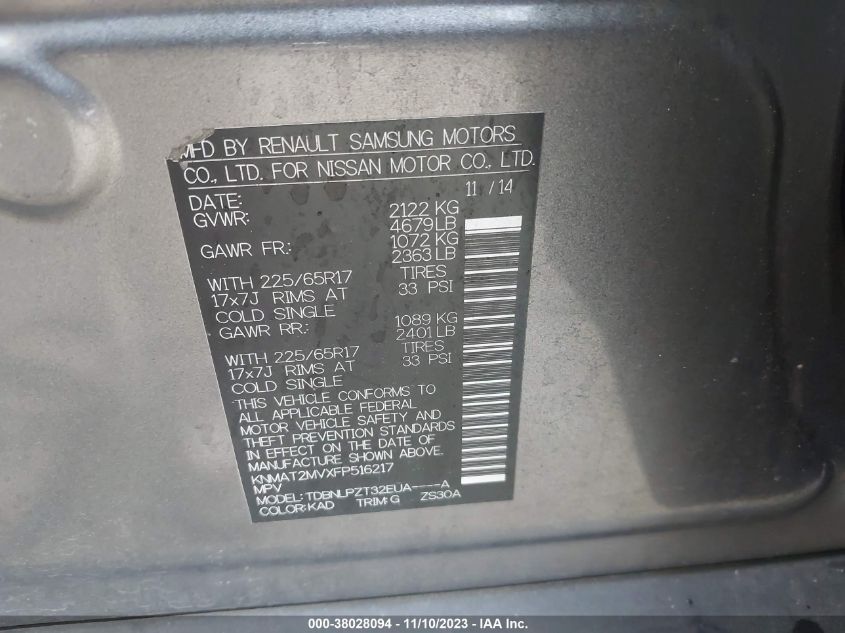 MFD BY RENAULT SAMSUNG MOTORS
CO., LTD. FOR NISSAN MOTOR CO., LTD.
DATE: 11 / 14
GVWR: 2122 KG
4679 LB
GAWR FR.: 1072 KG
2363 LB
WITH 225/65R17 TIRES
17x7J RIMS AT 33 PSI
COLD SINGLE
GAWR RR.: 1089 KG
2401 LB
WITH 225/65R17 TIRES
17x7J RIMS AT 33 PSI
COLD SINGLE
THIS VEHICLE CONFORMS TO
ALL APPLICABLE FEDERAL
MOTOR VEHICLE SAFETY AND
THEFT PREVENTION STANDARDS
IN EFFECT ON THE DATE OF
MANUFACTURE SHOWN ABOVE.
KNMAT2MVXFP516217
MPV
MODEL: TDBNLPZT32EUA----A
COLOR: KAD TRIM: G ZS30A
000-38028094 - 11/10/2023 - IAA Inc.